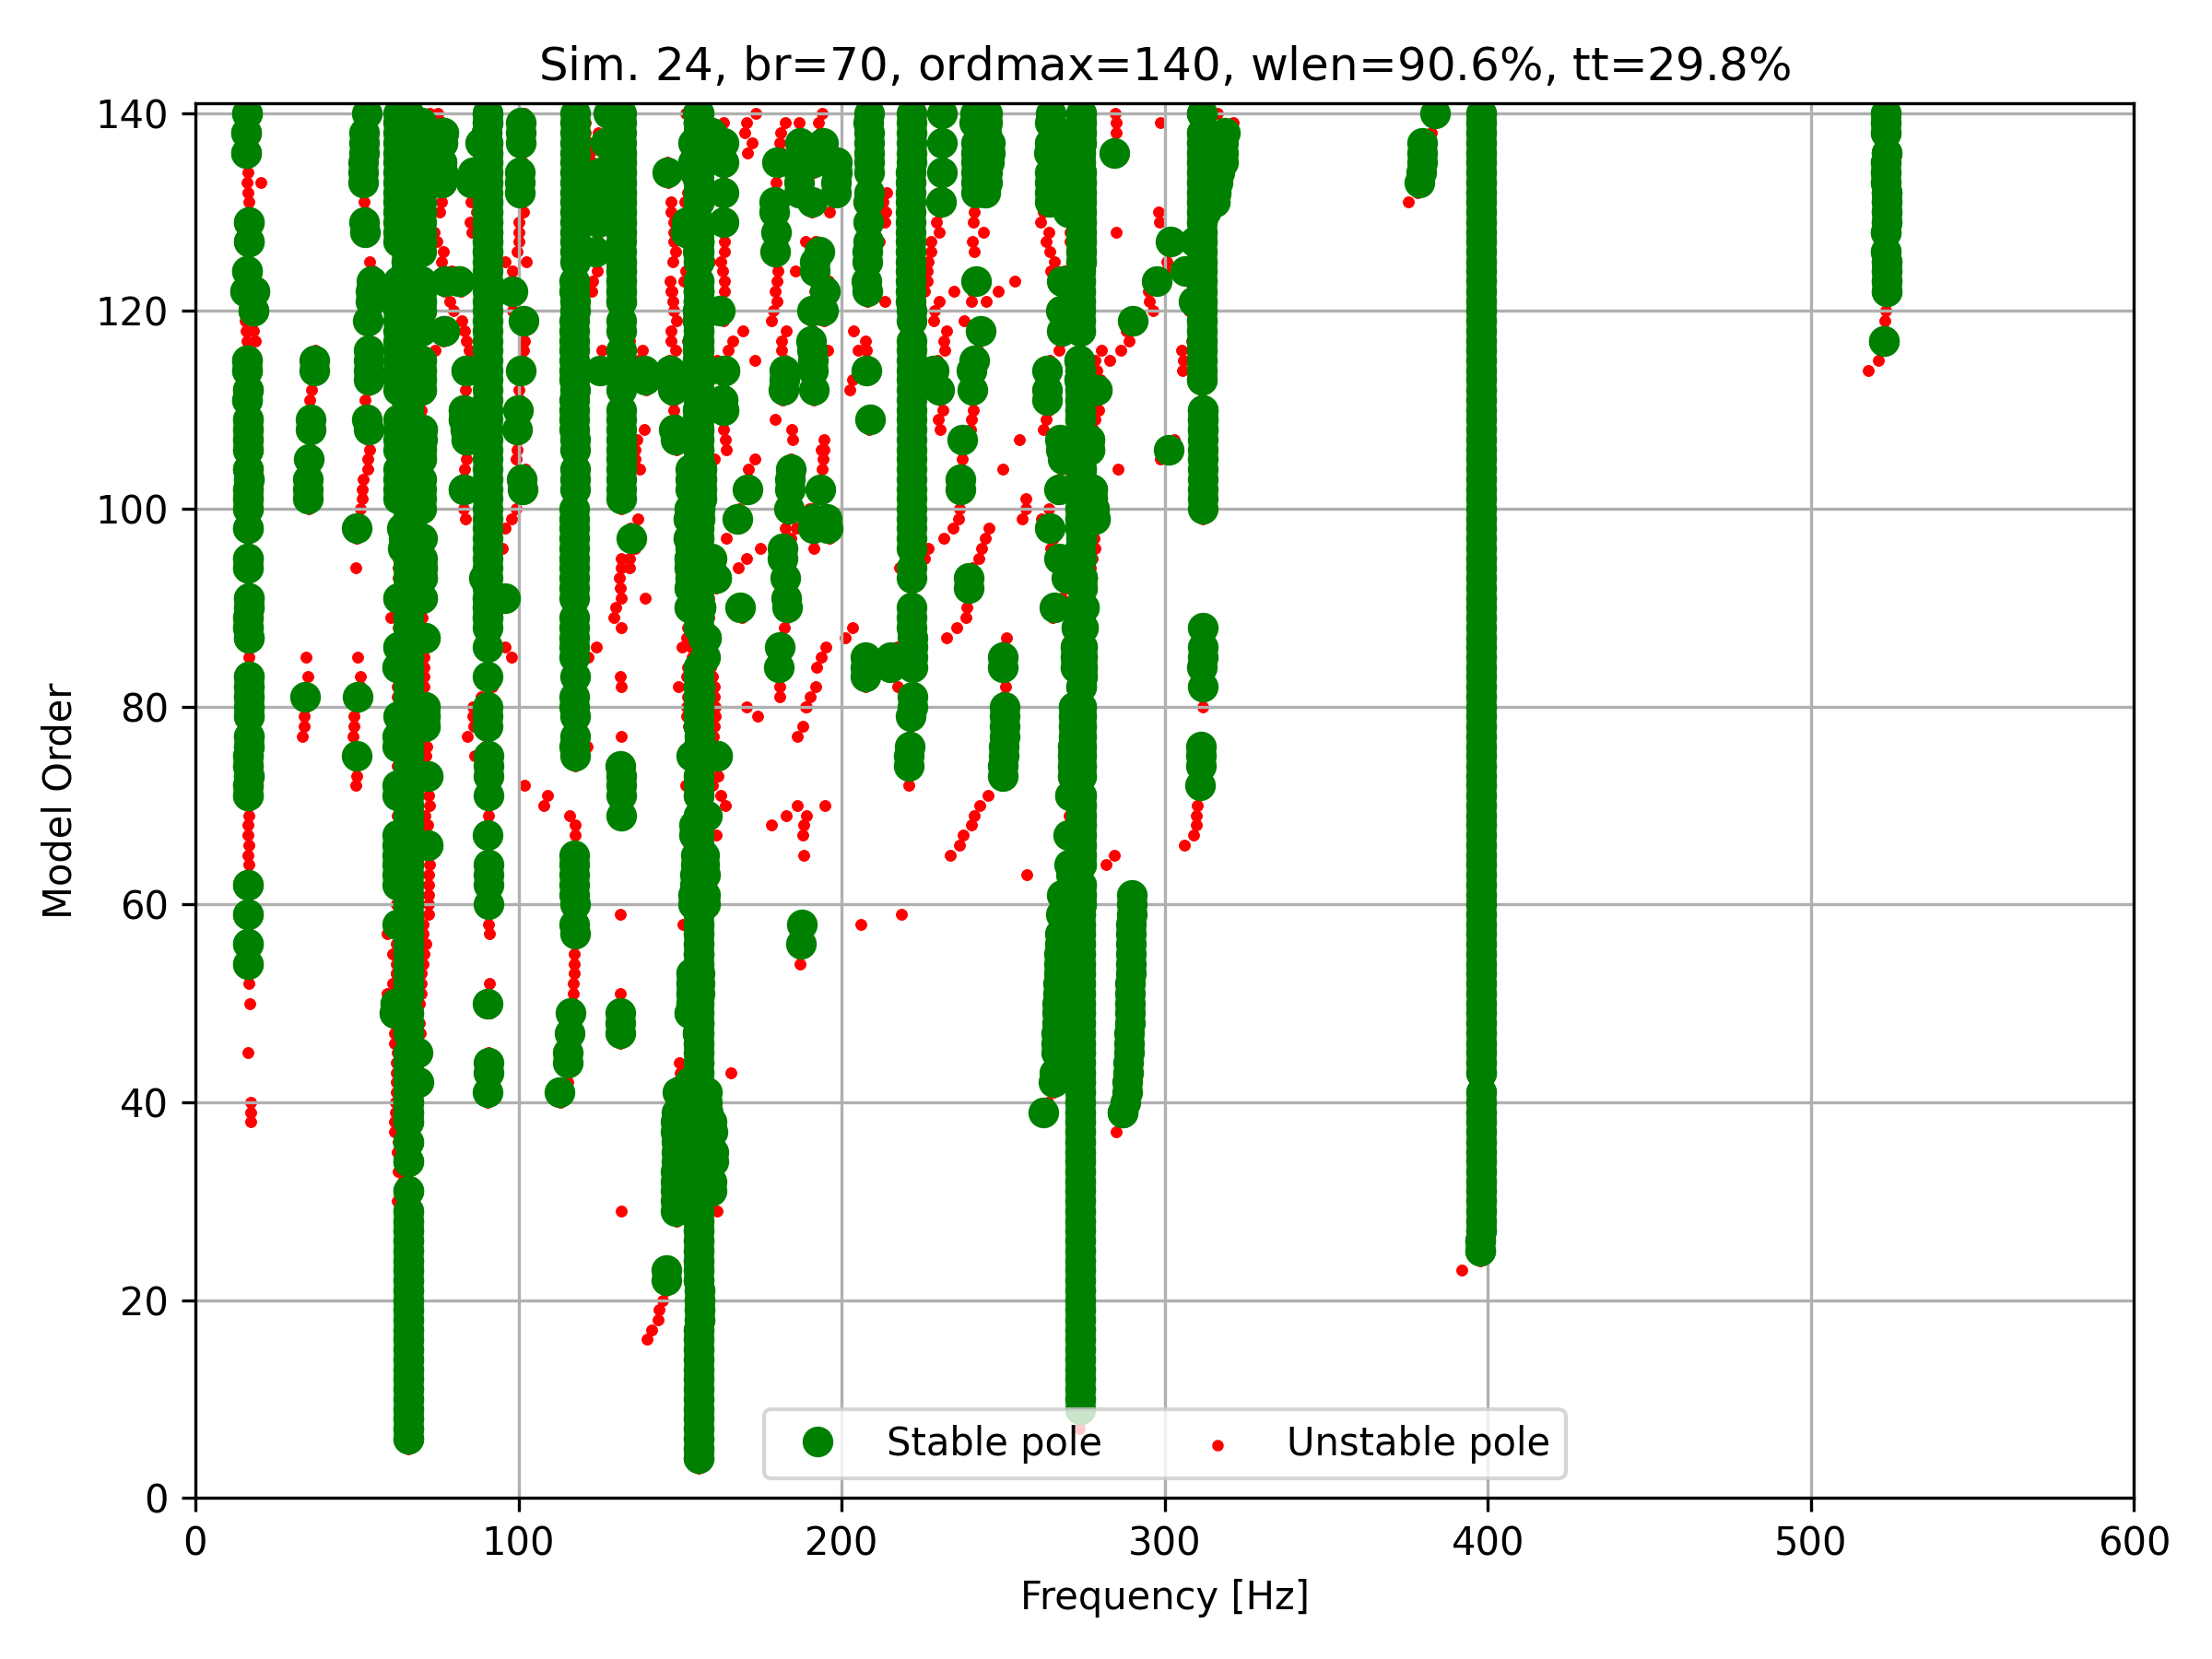 Sim. 24, br=70, ordmax=140, wlen=90.6%, tt=29.8%
140
120
100
80
60
40
20
0
Model Order
Stable pole
Unstable pole
0 100 200 300 400 500 600
Frequency [Hz]